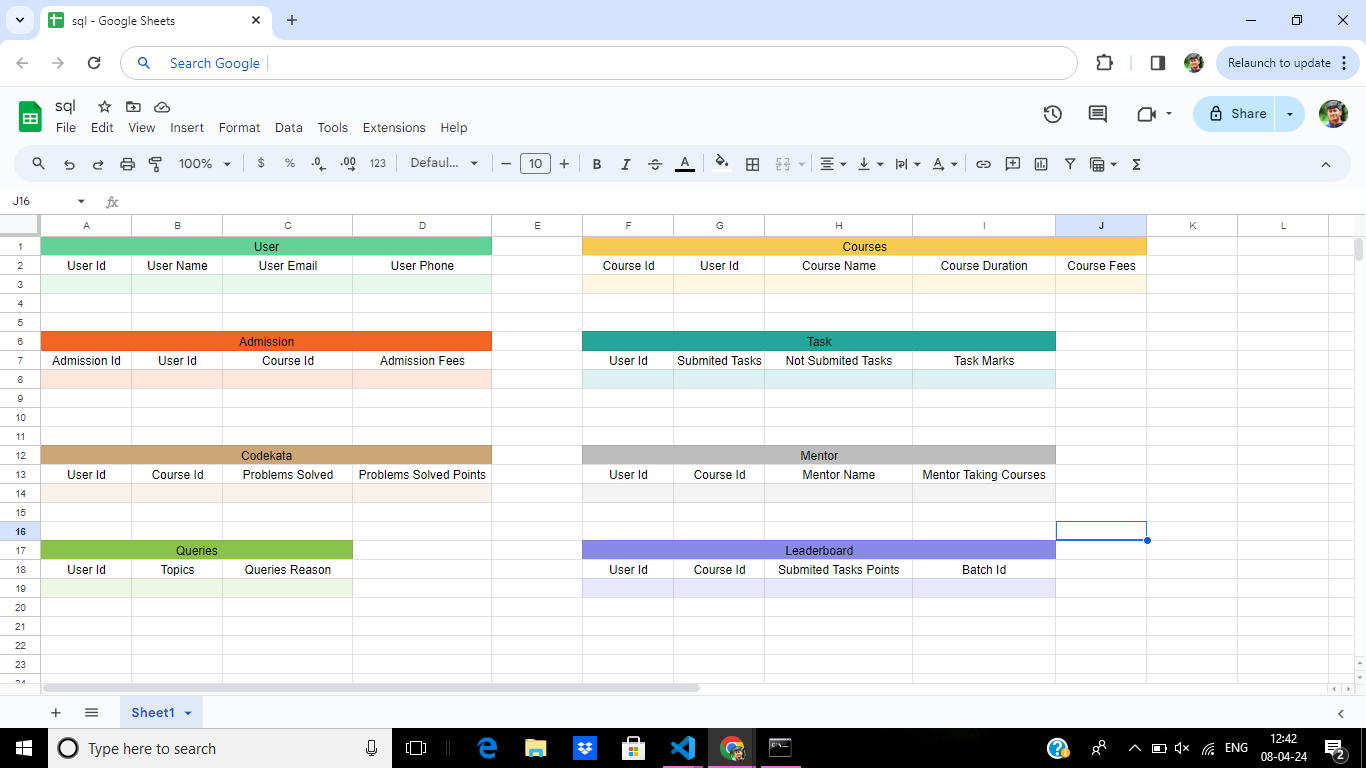 sql - Google Sheets
Search Google
Relaunch to update
sql
File Edit View Insert Format Data Tools Extensions Help
Share
100% $ % .0 .00 123 Defaul... 10 B I A
J16 fx
A B C D E F G H I J K L
1 User Courses
2 User Id User Name User Email User Phone Course Id User Id Course Name Course Duration Course Fees
3
4
5
6 Admission Task
7 Admission Id User Id Course Id Admission Fees User Id Submited Tasks Not Submited Tasks Task Marks
8
9
10
11
12 Codekata Mentor
13 User Id Course Id Problems Solved Problems Solved Points User Id Course Id Mentor Name Mentor Taking Courses
14
15
16
17 Queries Leaderboard
18 User Id Topics Queries Reason User Id Course Id Submited Tasks Points Batch Id
19
20
21
22
23
24
Sheet1
Type here to search
ENG
12:42
08-04-24
2